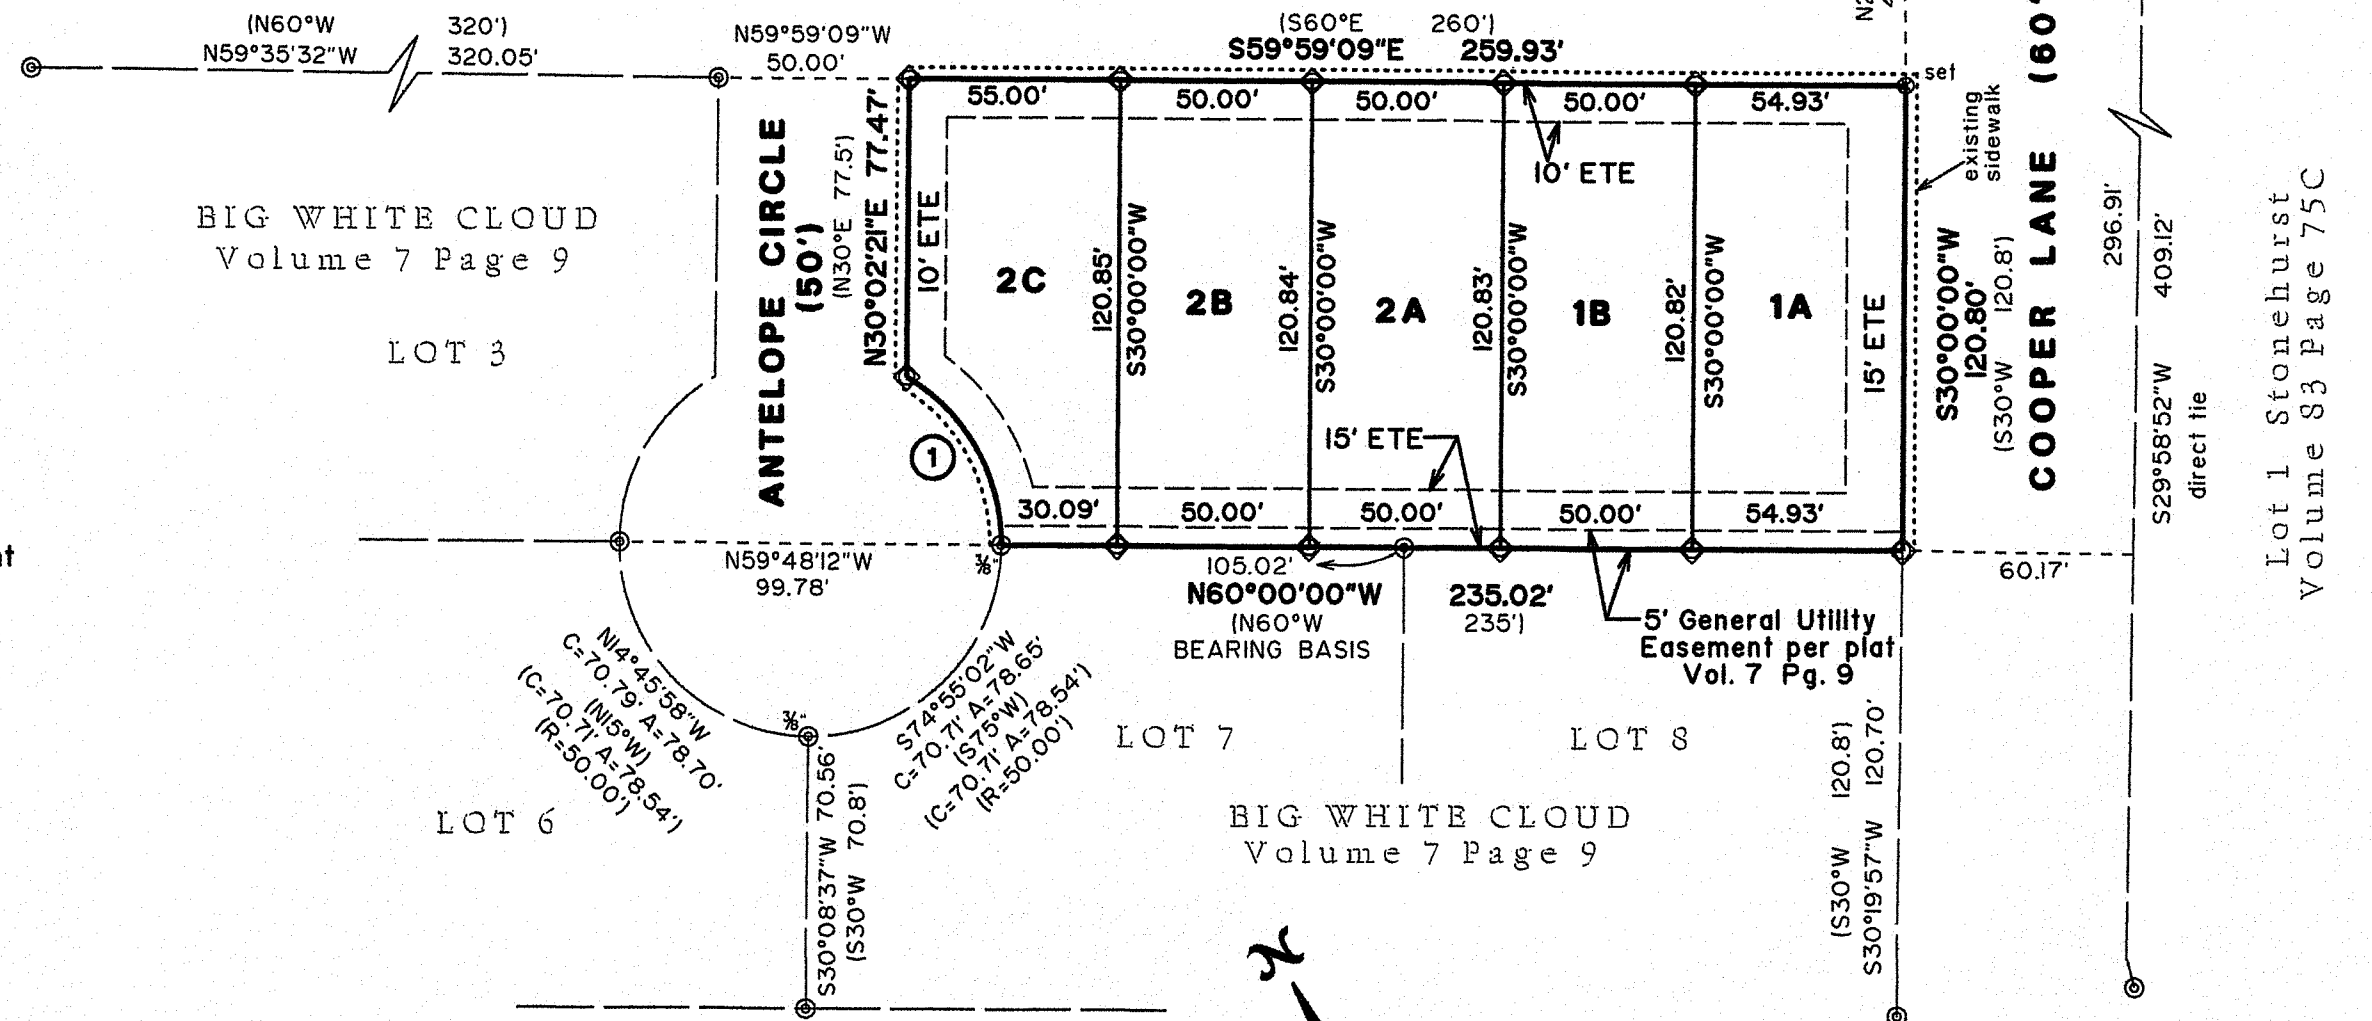 (N60°W 320')
N59°35'32"W 320.05'
N59°59'09"W
50.00'
(S60°E 260')
S59°59'09"E 259.93'
55.00'
50.00'
50.00'
50.00'
54.93'
set
existing
sidewalk
10' ETE
BIG WHITE CLOUD
Volume 7 Page 9
LOT 3
ANTELOPE CIRCLE
(50')
(N30°E 77.5')
N30°02'21"E 77.47'
10' ETE
2C
120.85'
S30°00'00"W
2B
120.84'
S30°00'00"W
2A
120.83'
S30°00'00"W
1B
120.82'
S30°00'00"W
1A
15' ETE
S30°00'00"W
120.80'
(S30°W 120.8')
COOPER LANE (60'
296.91'
S29°58'52"W 409.12'
direct tie
Lot 1 Stonehurst
Volume 83 Page 75C
1
15' ETE
30.09'
50.00'
50.00'
50.00'
54.93'
N59°48'12"W
99.78'
3/8"
105.02'
N60°00'00"W 235.02'
(N60°W 235')
BEARING BASIS
60.17'
5' General Utility
Easement per plat
Vol. 7 Pg. 9
N14°45'58"W
C=70.79' A=78.70'
(N15°W)
(C=70.71' A=78.54')
(R=50.00')
3/8"
S74°55'02"W
C=70.71' A=78.65'
(S75°W)
(C=70.71' A=78.54')
(R=50.00')
LOT 7
LOT 8
LOT 6
S30°08'37"W 70.56'
(S30°W 70.8')
BIG WHITE CLOUD
Volume 7 Page 9
(S30°W 120.8')
S30°19'57"W 120.70'
N